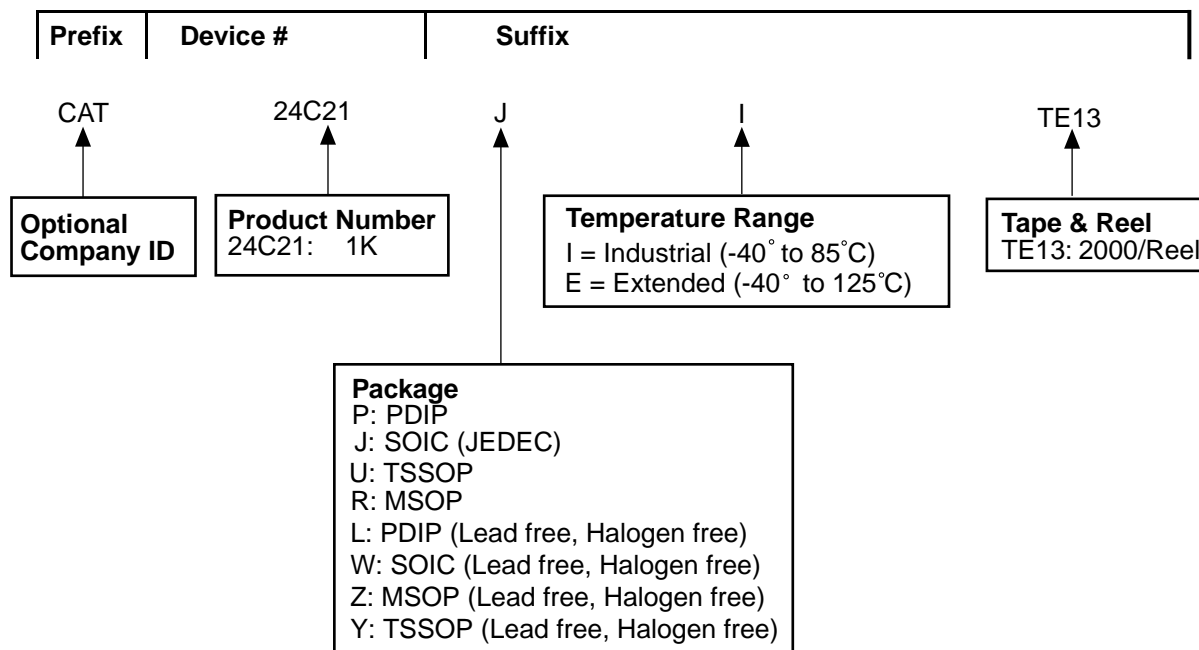 Prefix Device # Suffix
CAT 24C21 J I TE13
Optional
Company ID
Product Number
24C21: 1K
Temperature Range
I = Industrial (-40˚ to 85˚C)
E = Extended (-40˚ to 125˚C)
Tape & Reel
TE13: 2000/Reel
Package
P: PDIP
J: SOIC (JEDEC)
U: TSSOP
R: MSOP
L: PDIP (Lead free, Halogen free)
W: SOIC (Lead free, Halogen free)
Z: MSOP (Lead free, Halogen free)
Y: TSSOP (Lead free, Halogen free)